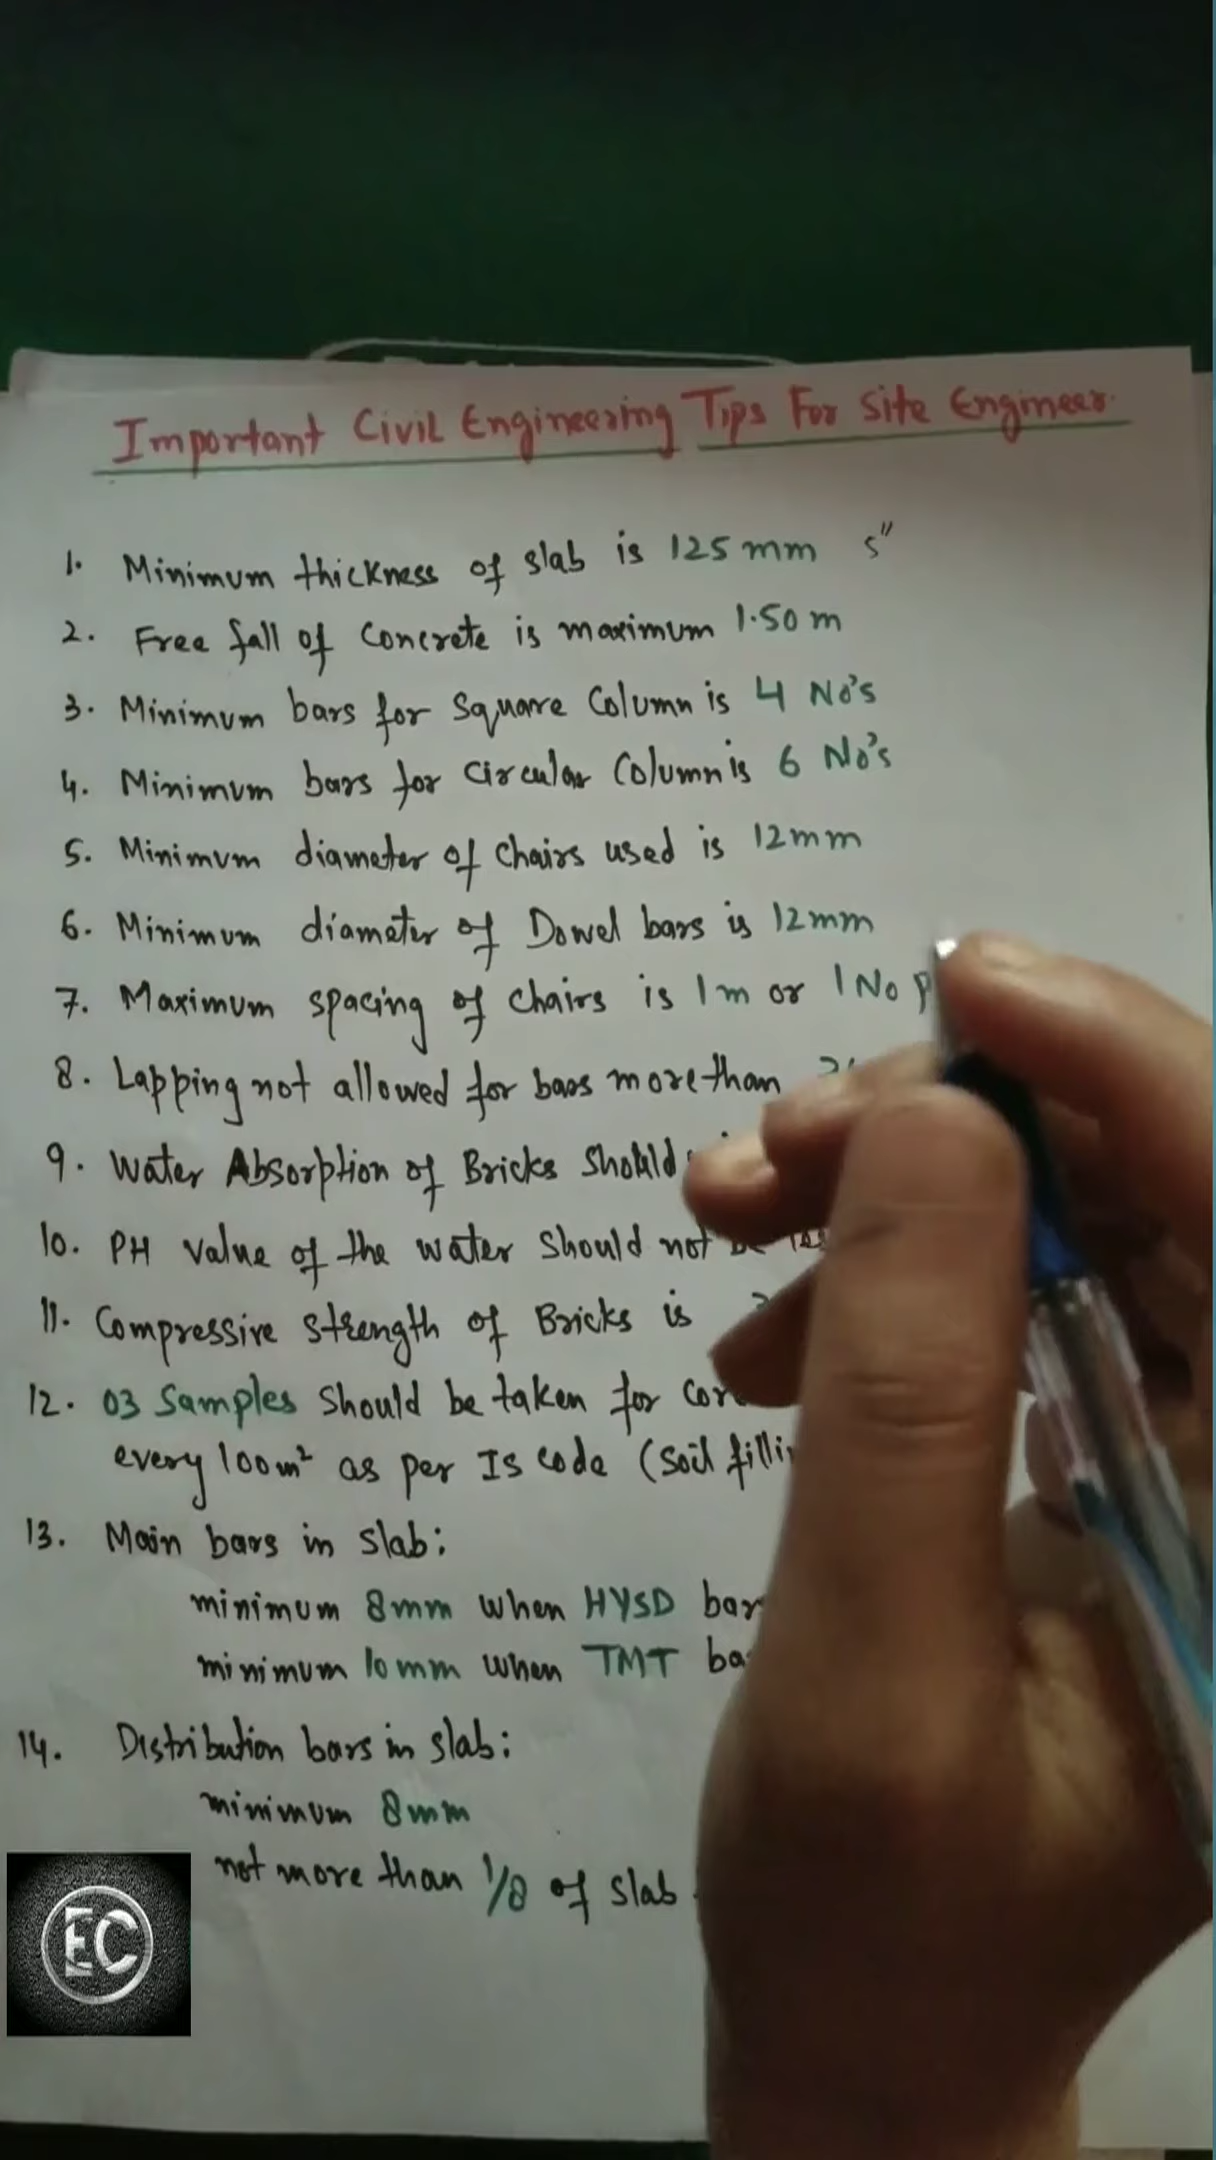 Important Civil Engineering Tips For Site Engineer.
1. Minimum thickness of slab is 125 mm 5"
2. Free fall of Concrete is maximum 1.50 m
3. Minimum bars for Square Column is 4 No's
4. Minimum bars for Circular Column is 6 No's
5. Minimum diameter of Chairs used is 12mm
6. Minimum diameter of Dowel bars is 12mm
7. Maximum spacing of Chairs is 1m or 1 No
8. Lapping not allowed for bars more than
9. Water Absorption of Bricks Should
10. PH value of the water Should not be
11. Compressive strength of Bricks is
12. 03 Samples Should be taken for
every 100m² as per Is code (Soil
13. Main bars in slab:
minimum 8mm when HYSD
minimum 10mm when TMT
14. Distribution bars in slab:
minimum 8mm
not more than 1/8 of slab
EC